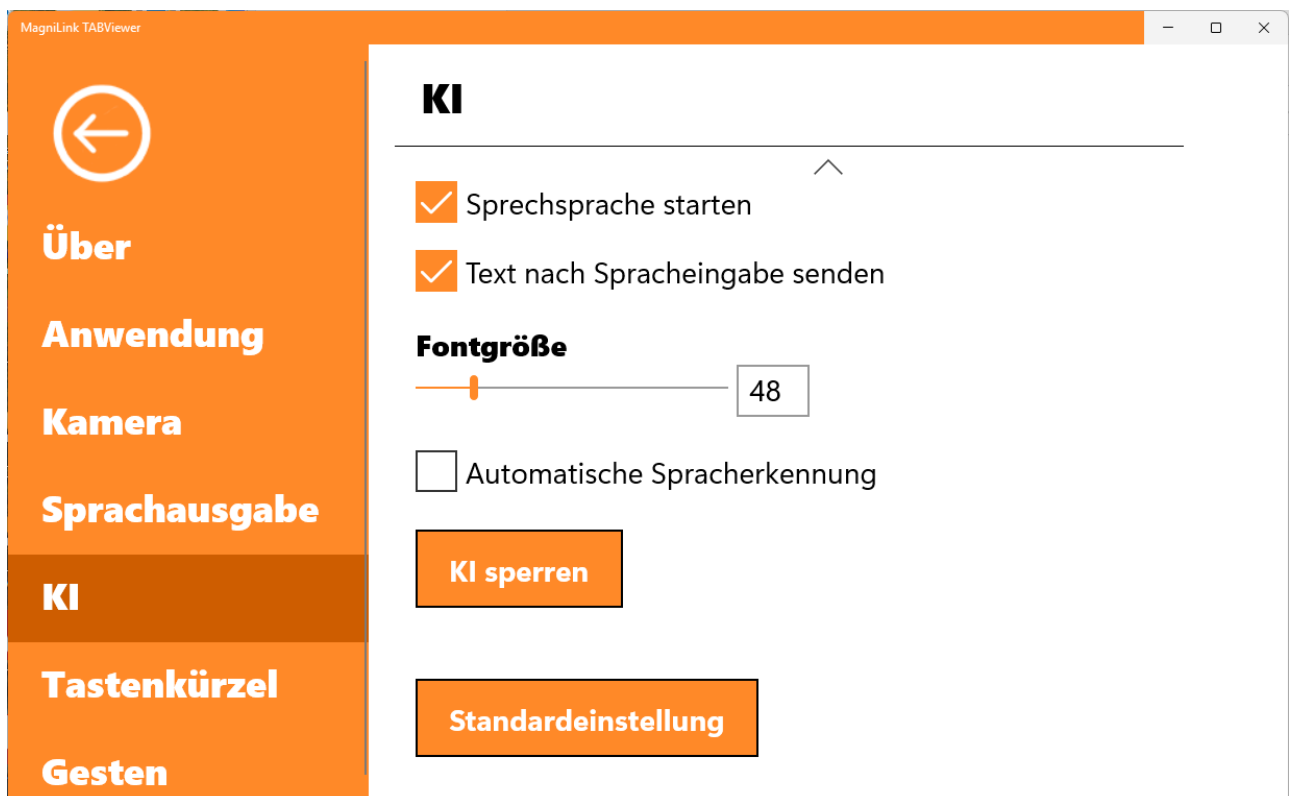 MagniLink TABViewer
Über
Anwendung
Kamera
Sprachausgabe
KI
Tastenkürzel
Gesten
KI
Sprechsprache starten
Text nach Spracheingabe senden
Fontgröße
48
Automatische Spracherkennung
KI sperren
Standardeinstellung